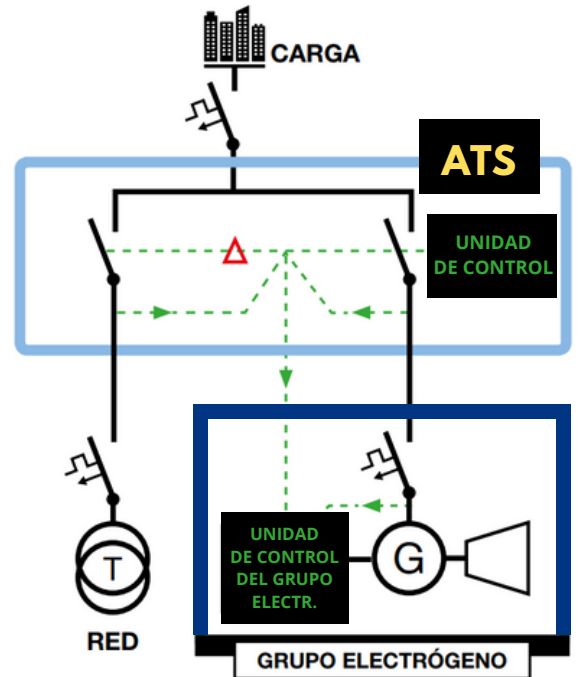 CARGA
ATS
UNIDAD
DE CONTROL
UNIDAD
DE CONTROL
DEL GRUPO
ELECTR.
G
T
RED
GRUPO ELECTRÓGENO